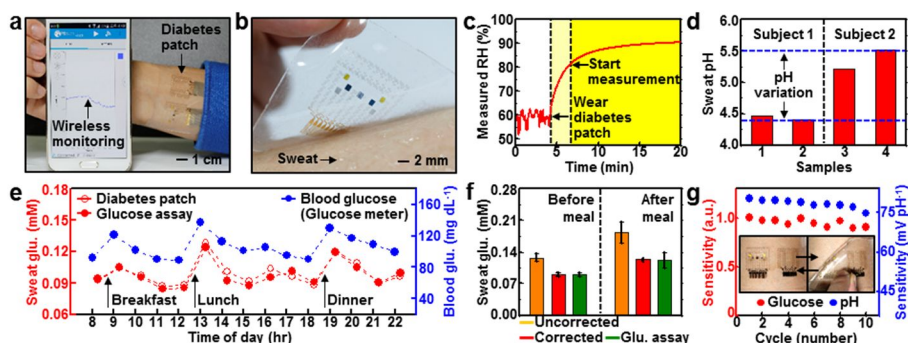 a
Diabetes
patch
Wireless
monitoring
1 cm
b
Sweat
2 mm
c
Measured RH (%)
100
90
80
70
60
50
Start
measurement
Wear
diabetes
patch
0 5 10 15 20
Time (min)
d
Sweat pH
6.0
5.5
5.0
4.5
4.0
Subject 1 Subject 2
pH
variation
1 2 3 4
Samples
e
Sweat glu. (mM)
0.18
0.15
0.12
0.09
0.06
Diabetes patch
Glucose assay
Blood glucose
(Glucose meter)
Breakfast Lunch Dinner
8 9 10 11 12 13 14 15 16 17 18 19 20 21 22
Time of day (hr)
160
120
80
40
Blood glu. (mg dL⁻¹)
f
Sweat glu. (mM)
0.28
0.21
0.14
0.07
0.00
Before
meal
After
meal
Uncorrected
Corrected Glu. assay
g
Sensitivity (a.u.)
1.0
0.5
0.0
Glucose pH
0 2 4 6 8 10
Cycle (number)
75
60
45
Sensitivity (mV pH⁻¹)